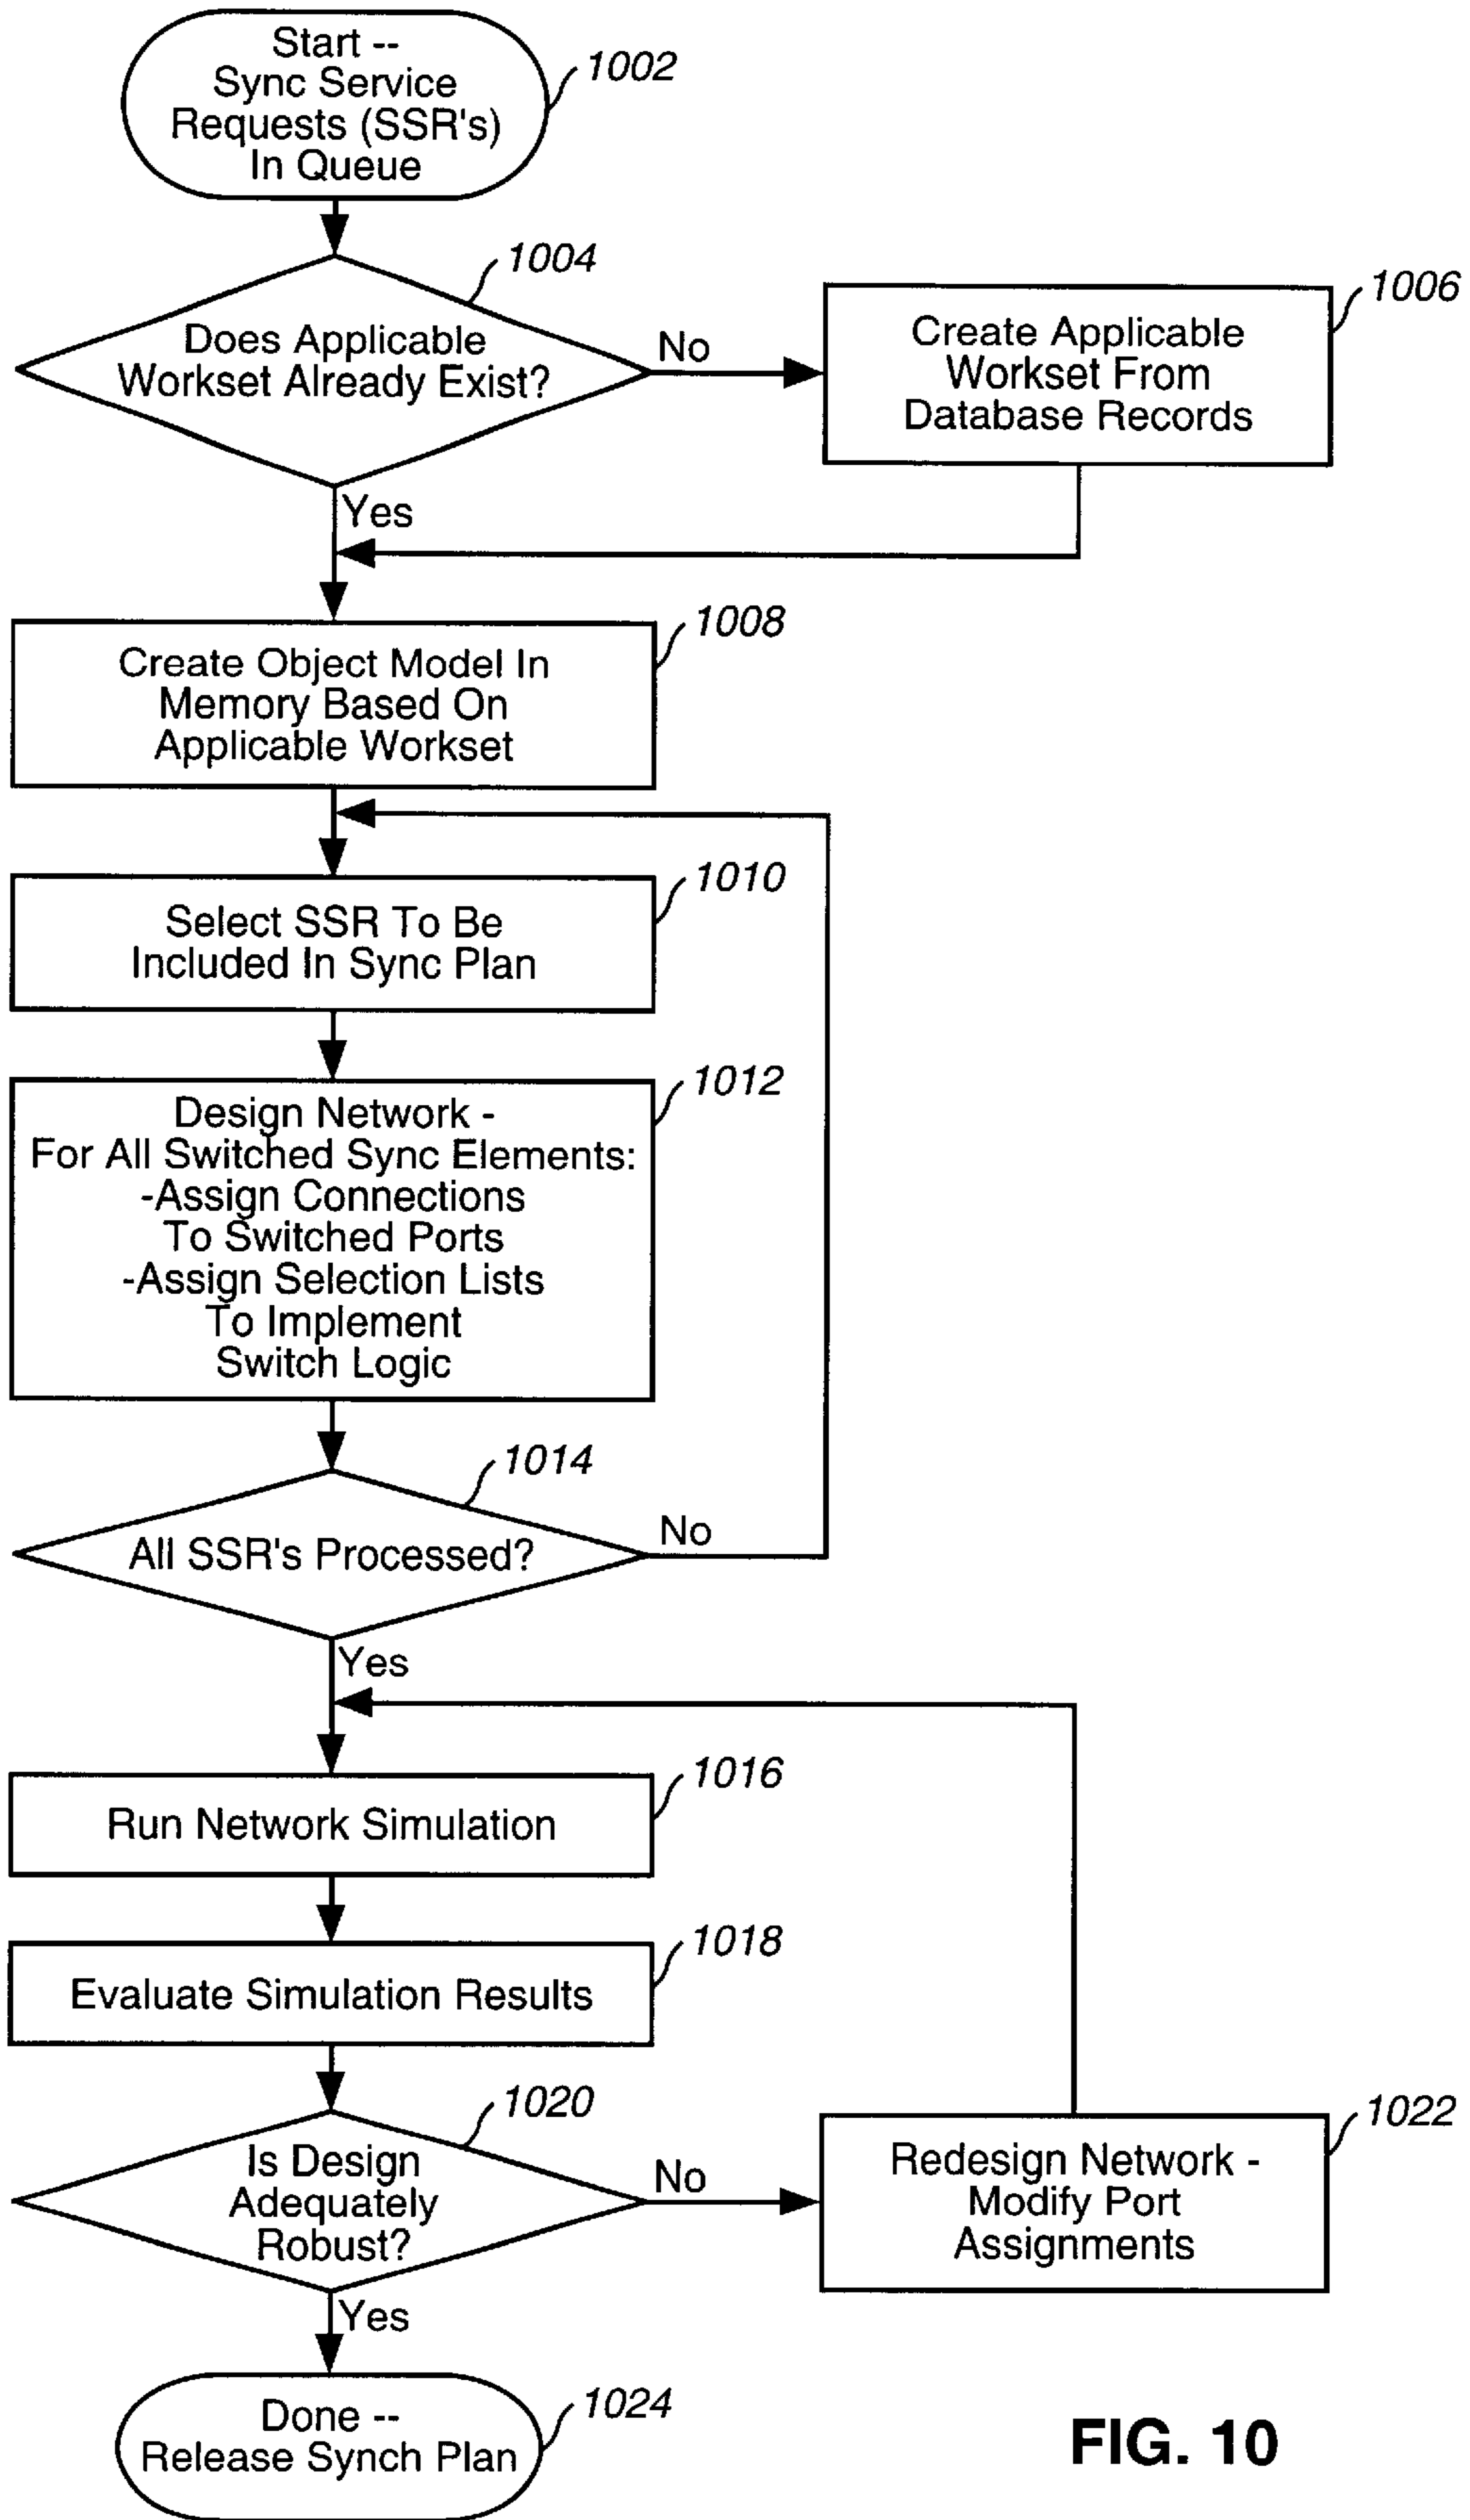 Start --
Sync Service
Requests (SSR's)
In Queue
1002
1004
Does Applicable
Workset Already Exist?
No
1006
Create Applicable
Workset From
Database Records
Yes
1008
Create Object Model In
Memory Based On
Applicable Workset
1010
Select SSR To Be
Included In Sync Plan
1012
Design Network -
For All Switched Sync Elements:
-Assign Connections
To Switched Ports
-Assign Selection Lists
To Implement
Switch Logic
1014
All SSR's Processed?
No
Yes
1016
Run Network Simulation
1018
Evaluate Simulation Results
1020
Is Design
Adequately
Robust?
No
1022
Redesign Network -
Modify Port
Assignments
Yes
1024
Done --
Release Synch Plan
FIG. 10